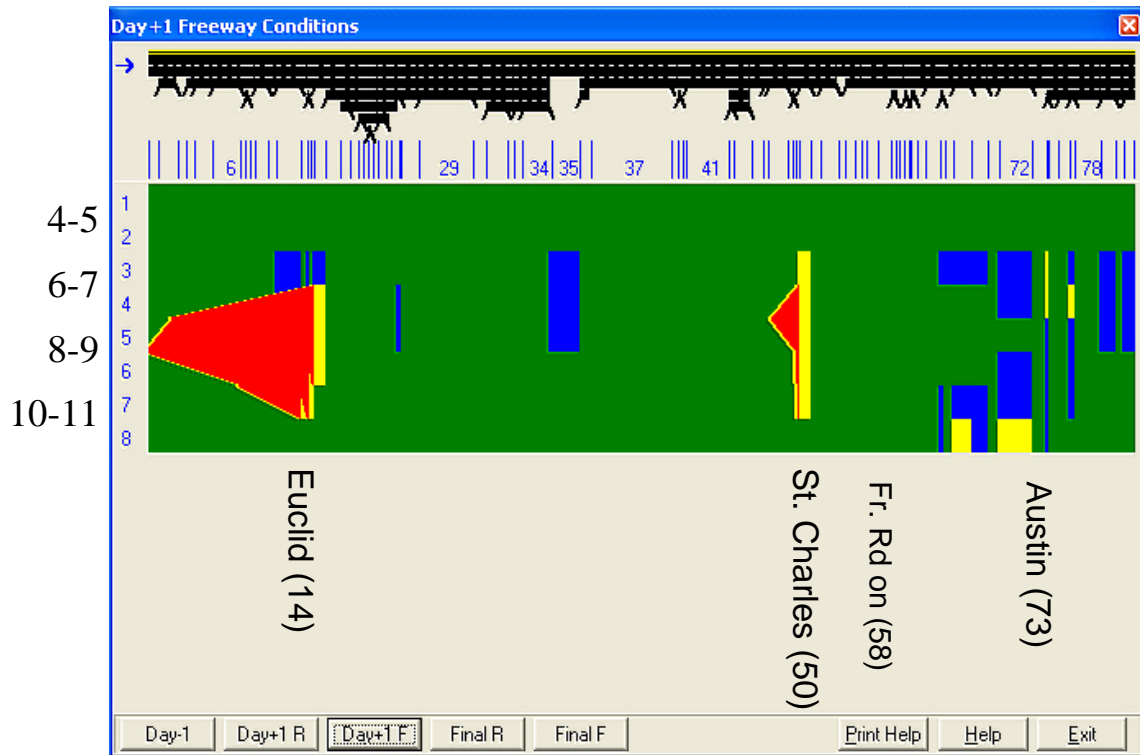 Day+1 Freeway Conditions
6 29 34 35 37 41 72 78
1
4-5
2
3
6-7
4
8-9
5
6
10-11
7
8
Euclid (14)
St. Charles (50)
Fr. Rd on (58)
Austin (73)
Day-1 Day+1 R Day+1 F Final R Final F Print Help Help Exit